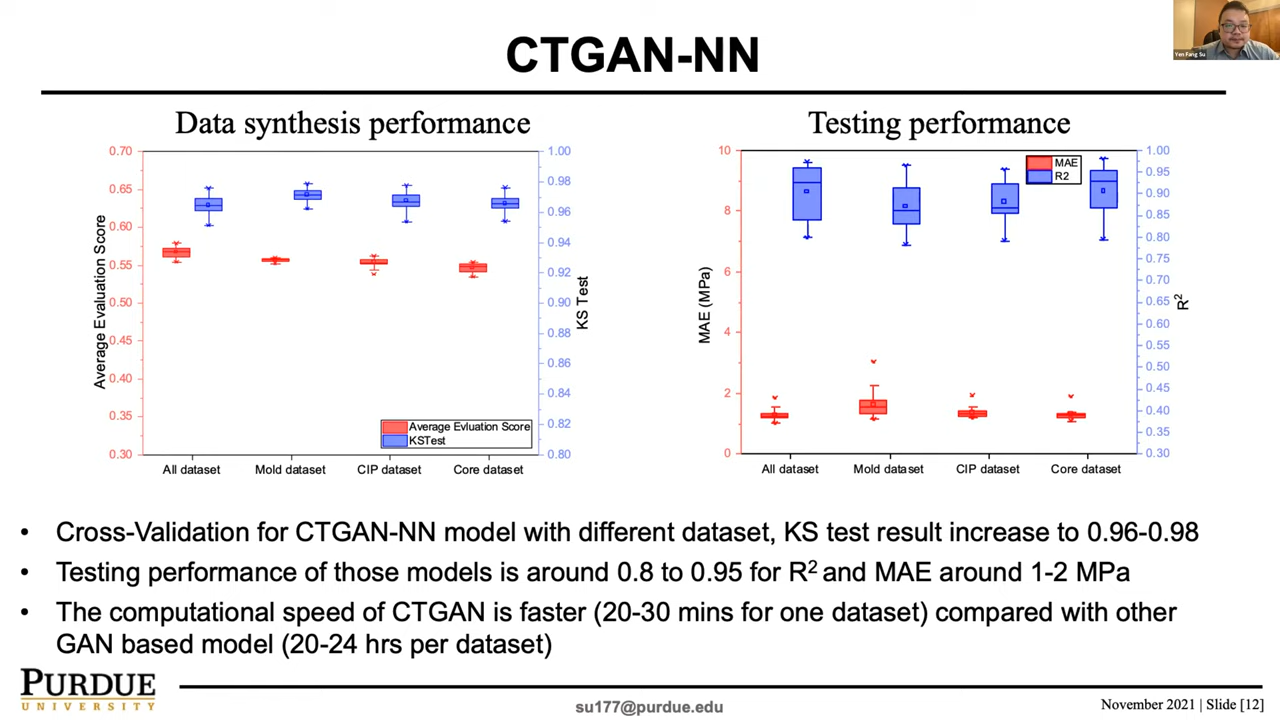 CTGAN-NN
Yen Fang Su
Data synthesis performance
0.70
0.65
0.60
0.55
0.50
0.45
0.40
0.35
0.30
Average Evaluation Score
1.00
0.98
0.96
0.94
0.92
0.90
0.88
0.86
0.84
0.82
0.80
KS Test
Average Evluation Score
KSTest
All dataset
Mold dataset
CIP dataset
Core dataset
Testing performance
10
8
6
4
2
0
MAE (MPa)
1.00
0.95
0.90
0.85
0.80
0.75
0.70
0.65
0.60
0.55
0.50
0.45
0.40
0.35
0.30
R²
MAE
R2
All dataset
Mold dataset
CIP dataset
Core dataset
• Cross-Validation for CTGAN-NN model with different dataset, KS test result increase to 0.96-0.98
• Testing performance of those models is around 0.8 to 0.95 for R² and MAE around 1-2 MPa
• The computational speed of CTGAN is faster (20-30 mins for one dataset) compared with other
GAN based model (20-24 hrs per dataset)
PURDUE
UNIVERSITY
su177@purdue.edu
November 2021 | Slide [12]